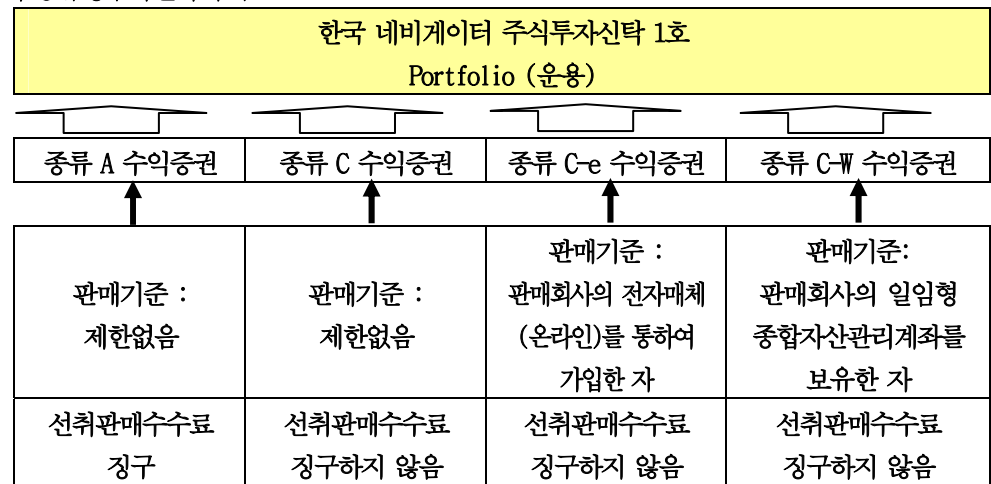 한국 네비게이터 주식투자신탁 1호
Portfolio (운용)
종류 A 수익증권
종류 C 수익증권
종류 C-e 수익증권
종류 C-W 수익증권
판매기준 :
제한없음
판매기준 :
제한없음
판매기준 :
판매회사의 전자매체
(온라인)를 통하여
가입한 자
판매기준:
판매회사의 일임형
종합자산관리계좌를
보유한 자
선취판매수수료
징구
선취판매수수료
징구하지 않음
선취판매수수료
징구하지 않음
선취판매수수료
징구하지 않음